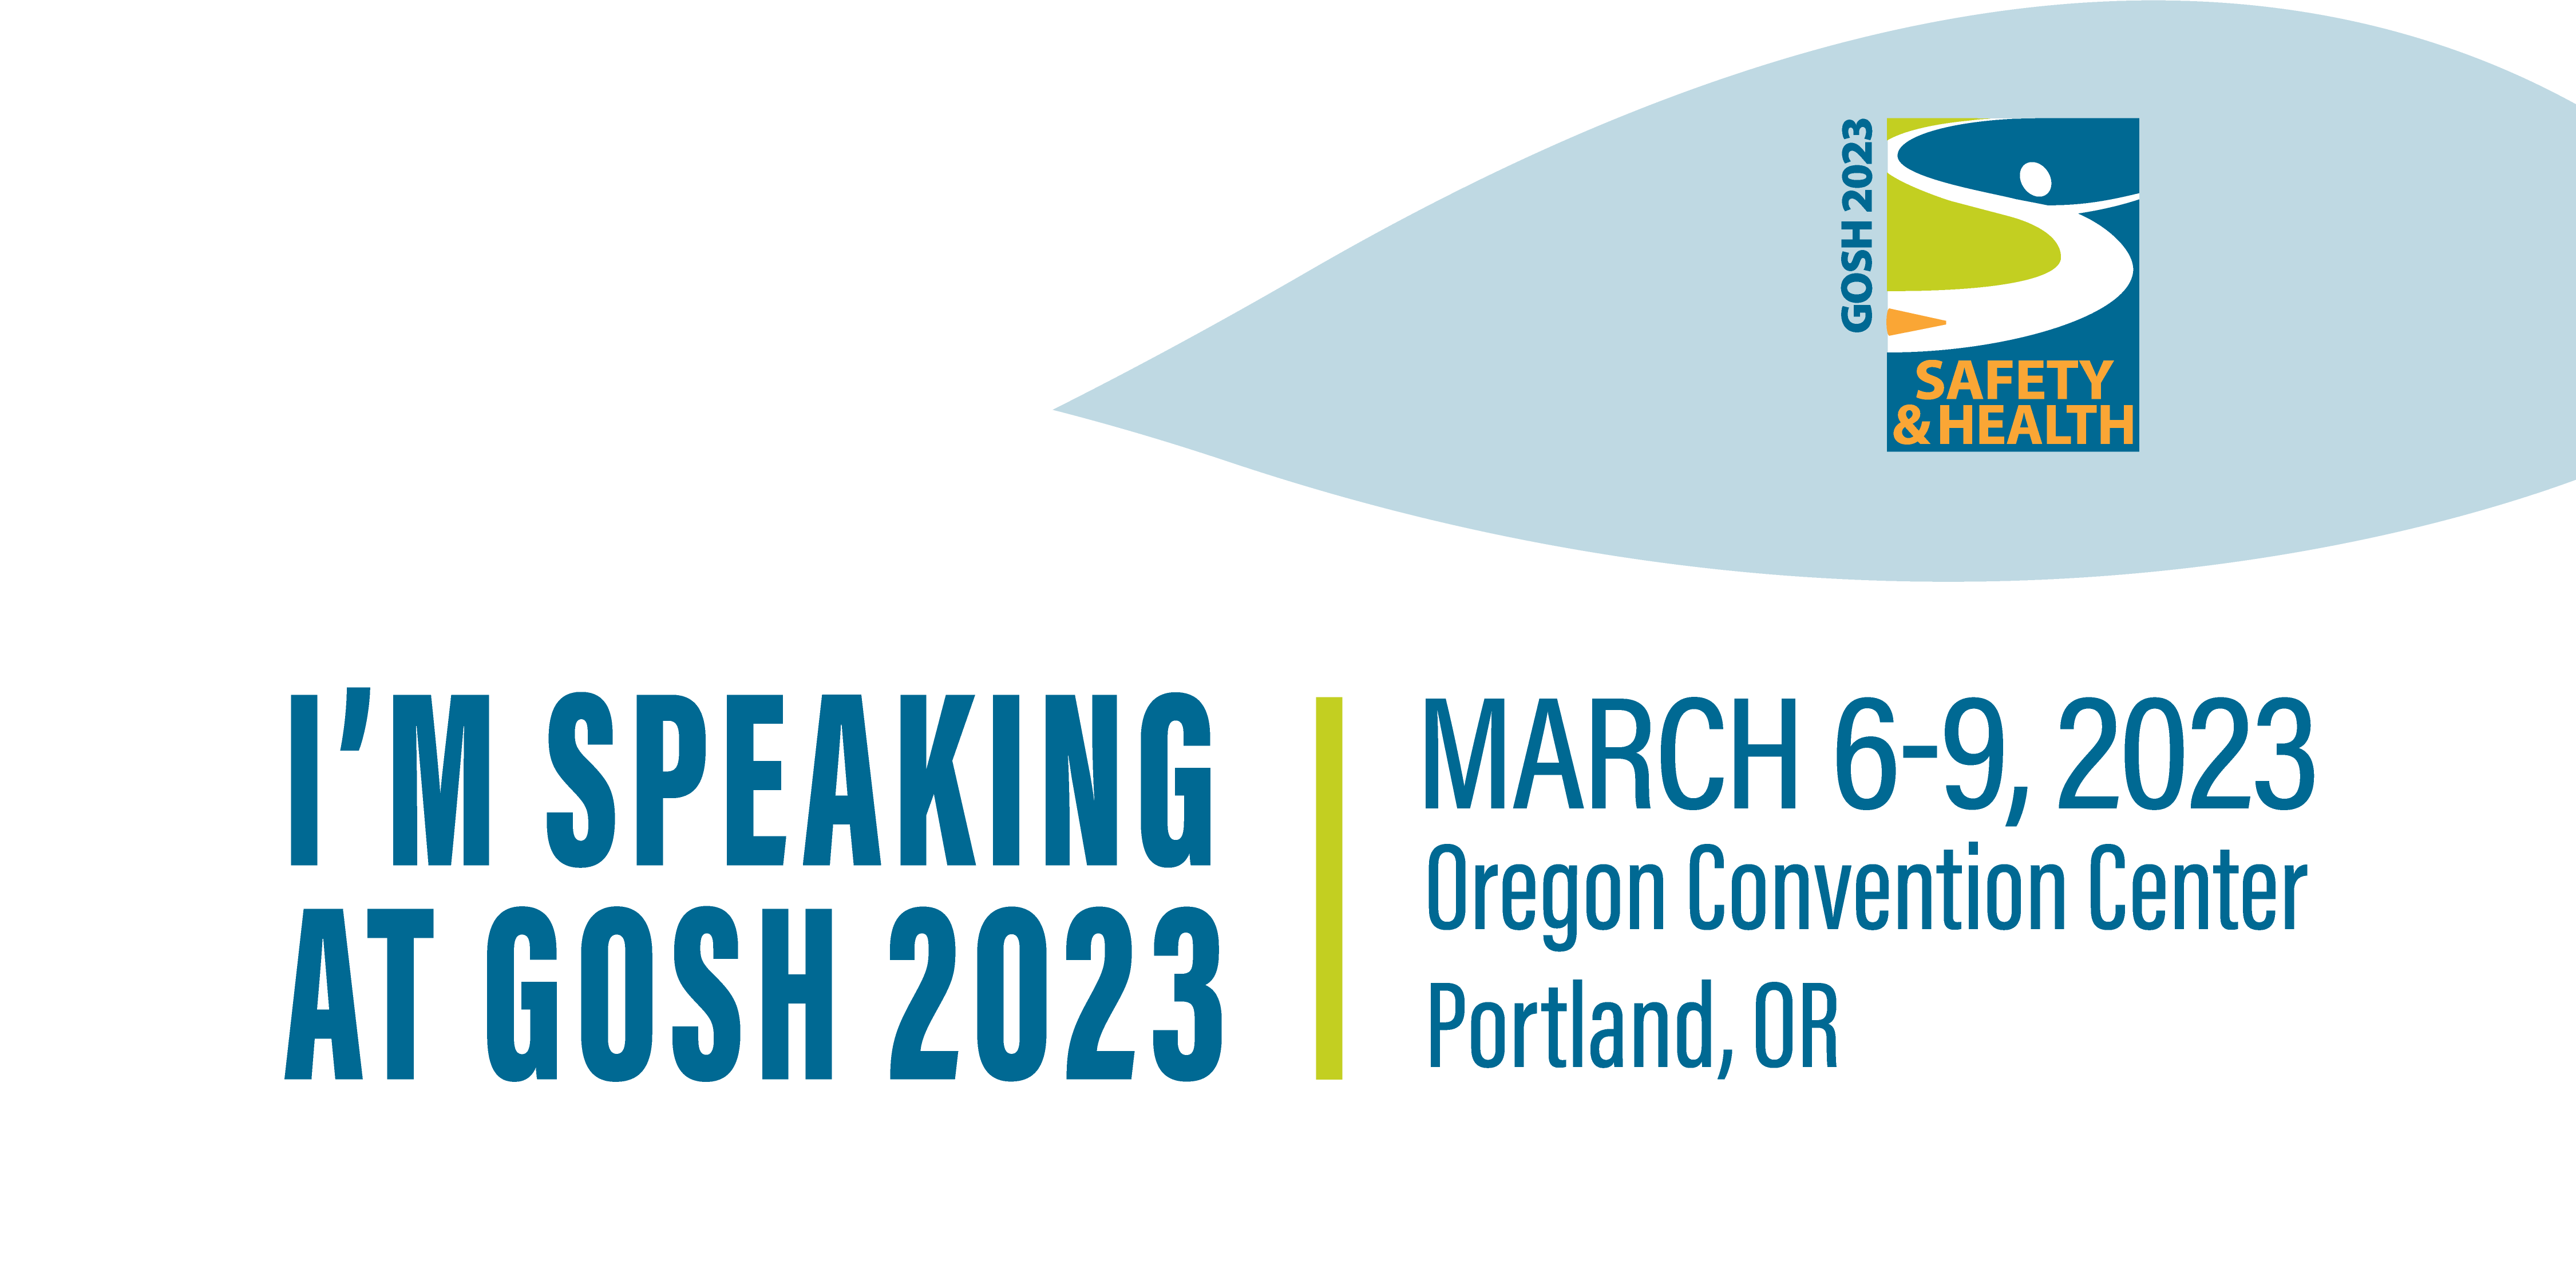 GOSH 2023
SAFETY
& HEALTH
I’M SPEAKING
AT GOSH 2023
MARCH 6-9, 2023
Oregon Convention Center
Portland, OR